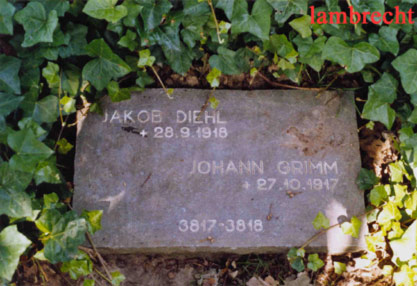 lambrecht
JAKOB DIEHL
+ 28.9.1918
JOHANN GRIMM
+ 27.10.1917
3817-3818